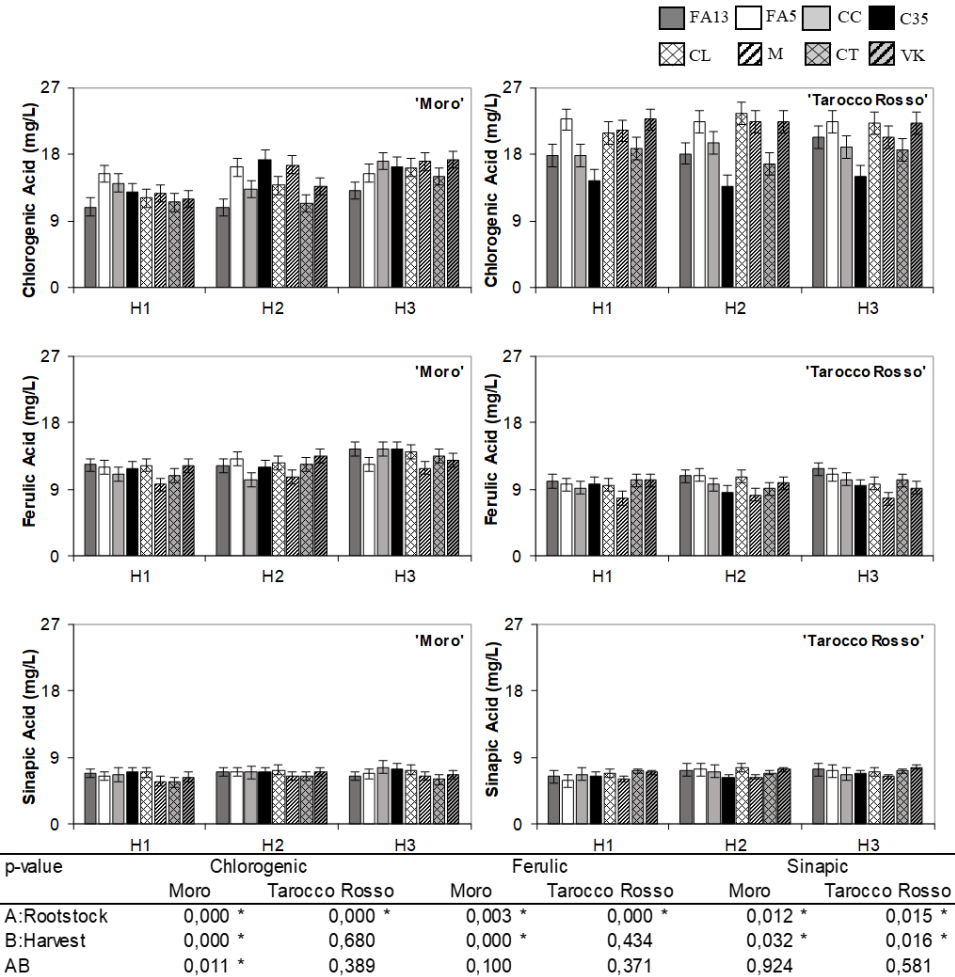 FA13 FA5 CC C35
CL M CT VK
Chlorogenic Acid (mg/L)
27
18
9
0
'Moro'
H1 H2 H3
Chlorogenic Acid (mg/L)
27
18
9
0
'Tarocco Rosso'
H1 H2 H3
Ferulic Acid (mg/L)
27
18
9
0
'Moro'
H1 H2 H3
Ferulic Acid (mg/L)
27
18
9
0
'Tarocco Rosso'
H1 H2 H3
Sinapic Acid (mg/L)
27
18
9
0
'Moro'
H1 H2 H3
Sinapic Acid (mg/L)
27
18
9
0
'Tarocco Rosso'
H1 H2 H3
p-value Chlorogenic Ferulic Sinapic
Moro Tarocco Rosso Moro Tarocco Rosso Moro Tarocco Rosso
A:Rootstock 0,000 * 0,000 * 0,003 * 0,000 * 0,012 * 0,015 *
B:Harvest 0,000 * 0,680 0,000 * 0,434 0,032 * 0,016 *
AB 0,011 * 0,389 0,100 0,371 0,924 0,581